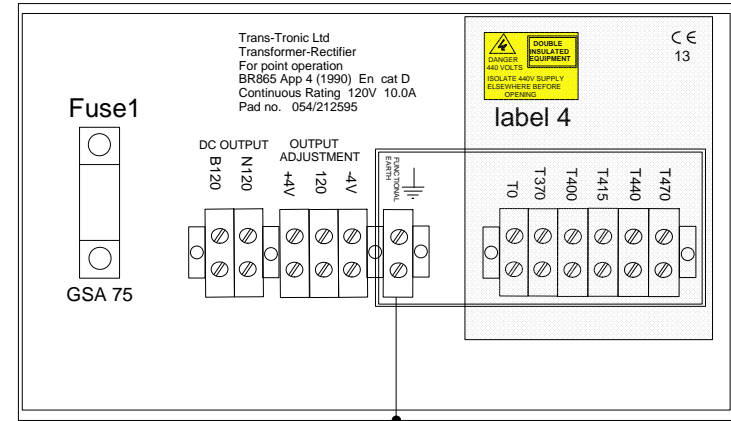 Trans-Tronic Ltd
Transformer-Rectifier
For point operation
BR865 App 4 (1990) En cat D
Continuous Rating 120V 10.0A
Pad no. 054/212595
DANGER
440 VOLTS
DOUBLE
INSULATED
EQUIPMENT
ISOLATE 440V SUPPLY
ELSEWHERE BEFORE
OPENING
CE
13
label 4
Fuse1
GSA 75
DC OUTPUT
B120
N120
OUTPUT
ADJUSTMENT
+4V
120
-4V
FUNCTIONAL
EARTH
T0
T370
T400
T415
T440
T470